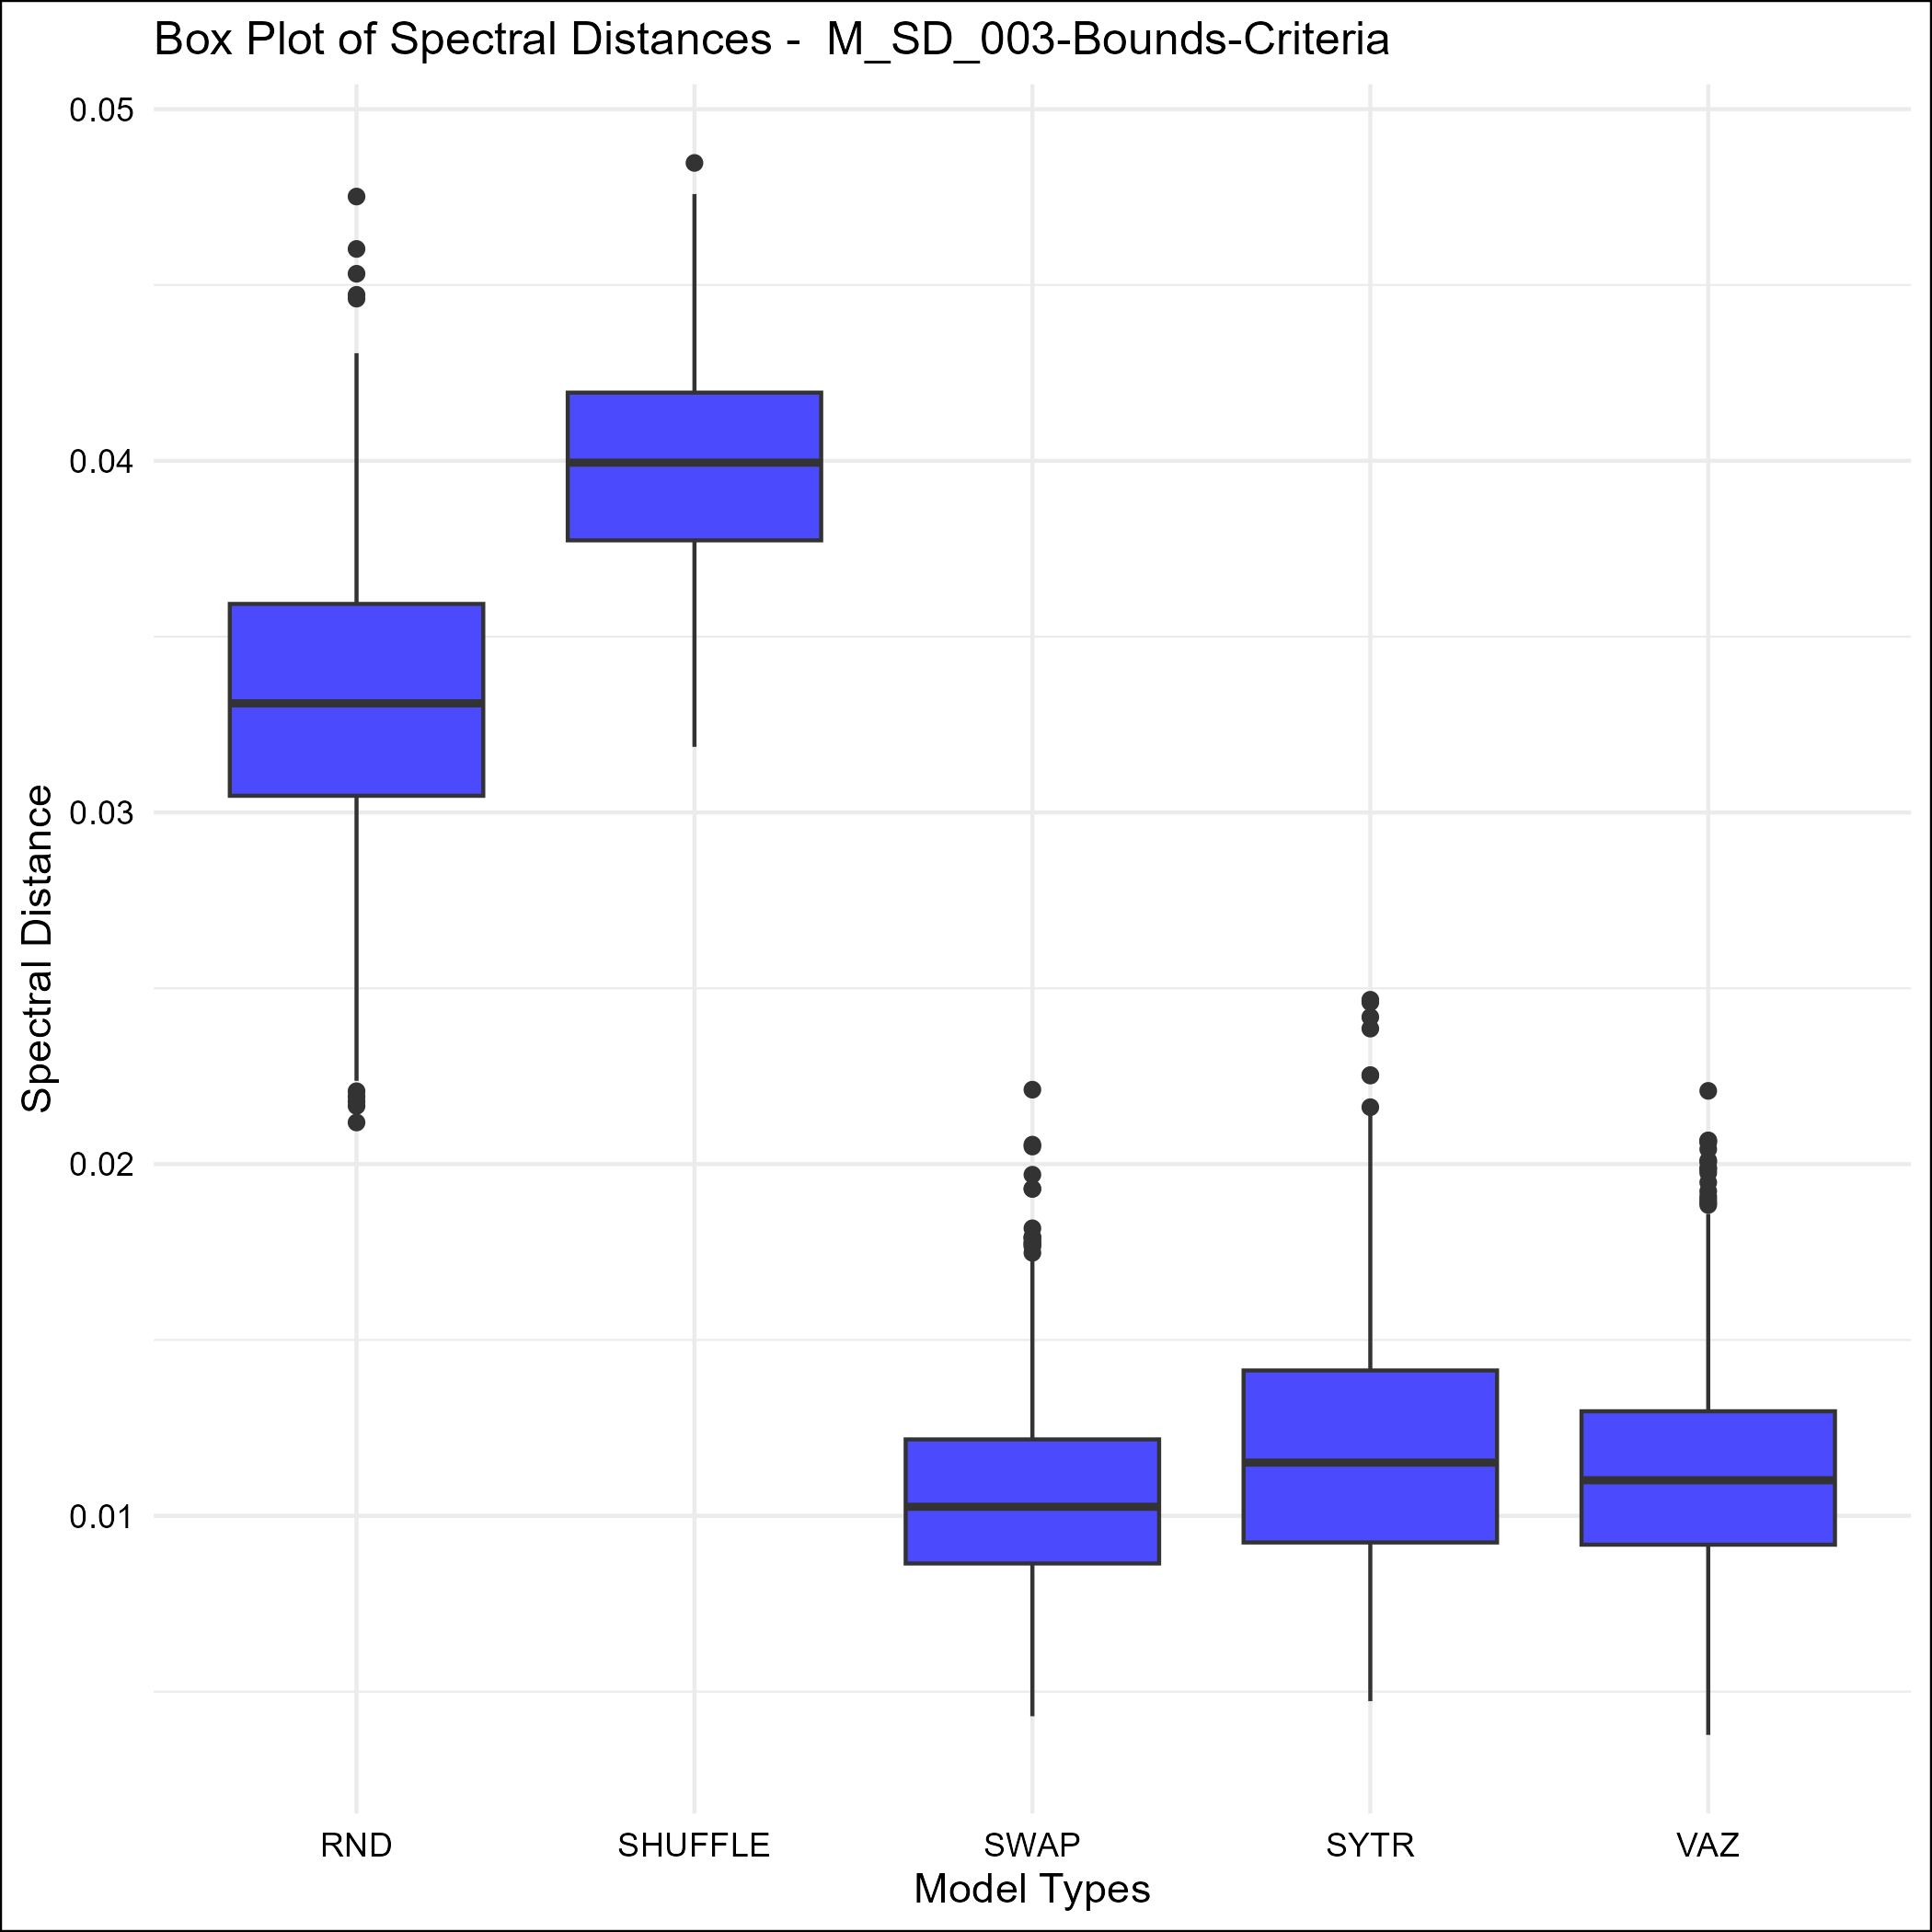 Box Plot of Spectral Distances -  M_SD_003-Bounds-Criteria
0.05
0.04
0.03
0.02
0.01
Spectral Distance
RND SHUFFLE SWAP SYTR VAZ
Model Types